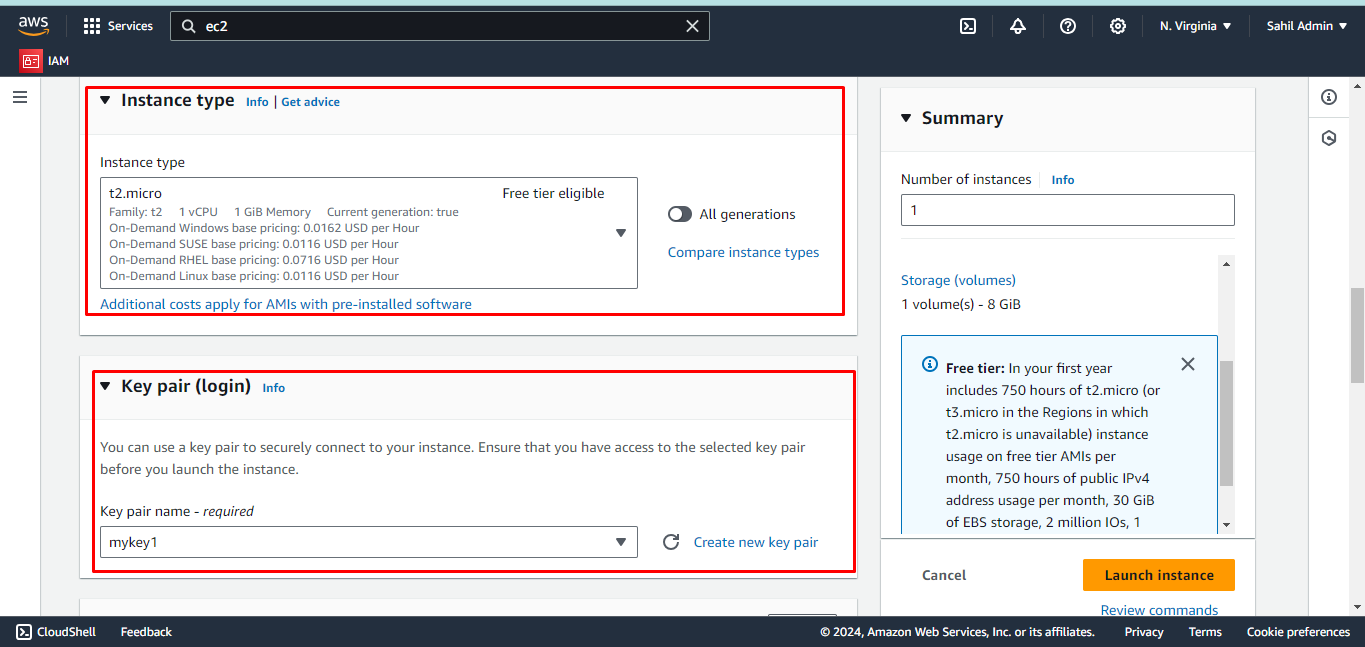 aws
Services
ec2
N. Virginia
Sahil Admin
IAM
Instance type Info | Get advice
Instance type
t2.micro Free tier eligible
Family: t2 1 vCPU 1 GiB Memory Current generation: true
On-Demand Windows base pricing: 0.0162 USD per Hour
On-Demand SUSE base pricing: 0.0116 USD per Hour
On-Demand RHEL base pricing: 0.0716 USD per Hour
On-Demand Linux base pricing: 0.0116 USD per Hour
All generations
Compare instance types
Additional costs apply for AMIs with pre-installed software
Key pair (login) Info
You can use a key pair to securely connect to your instance. Ensure that you have access to the selected key pair
before you launch the instance.
Key pair name - required
mykey1
Create new key pair
Summary
Number of instances Info
1
Storage (volumes)
1 volume(s) - 8 GiB
Free tier: In your first year
includes 750 hours of t2.micro (or
t3.micro in the Regions in which
t2.micro is unavailable) instance
usage on free tier AMIs per
month, 750 hours of public IPv4
address usage per month, 30 GiB
of EBS storage, 2 million IOs, 1
Cancel
Launch instance
Review commands
CloudShell
Feedback
© 2024, Amazon Web Services, Inc. or its affiliates.
Privacy
Terms
Cookie preferences